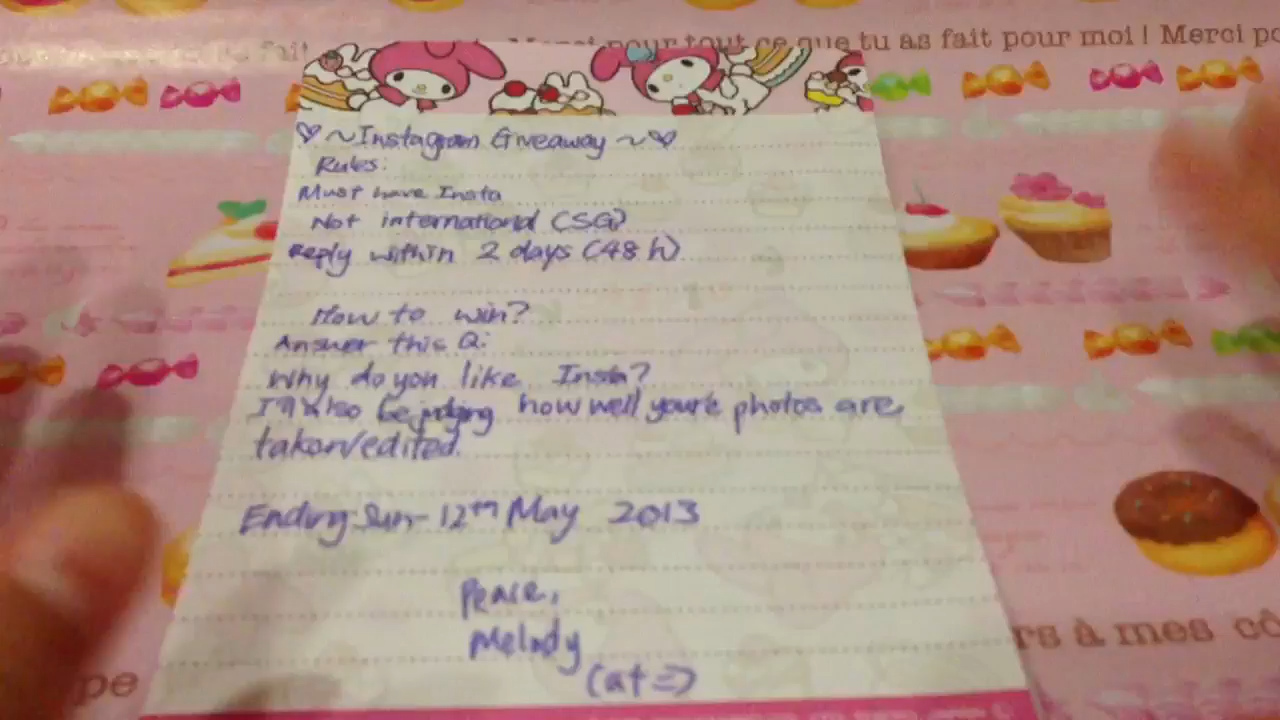 Merci pour tout ce que tu as fait pour moi ! Merci po
fait
♡ ~Instagram Giveaway ~♡
Rules:
Must have Insta
Not international (SG)
Reply within 2 days (48 h)
How to win?
Answer this Q:
Why do you like Insta?
I'll also be judging how well your'e photos are
taken/edited.
Ending Sun- 12th May 2013
Peace,
Melody
(at =)
rs à mes cô
pe